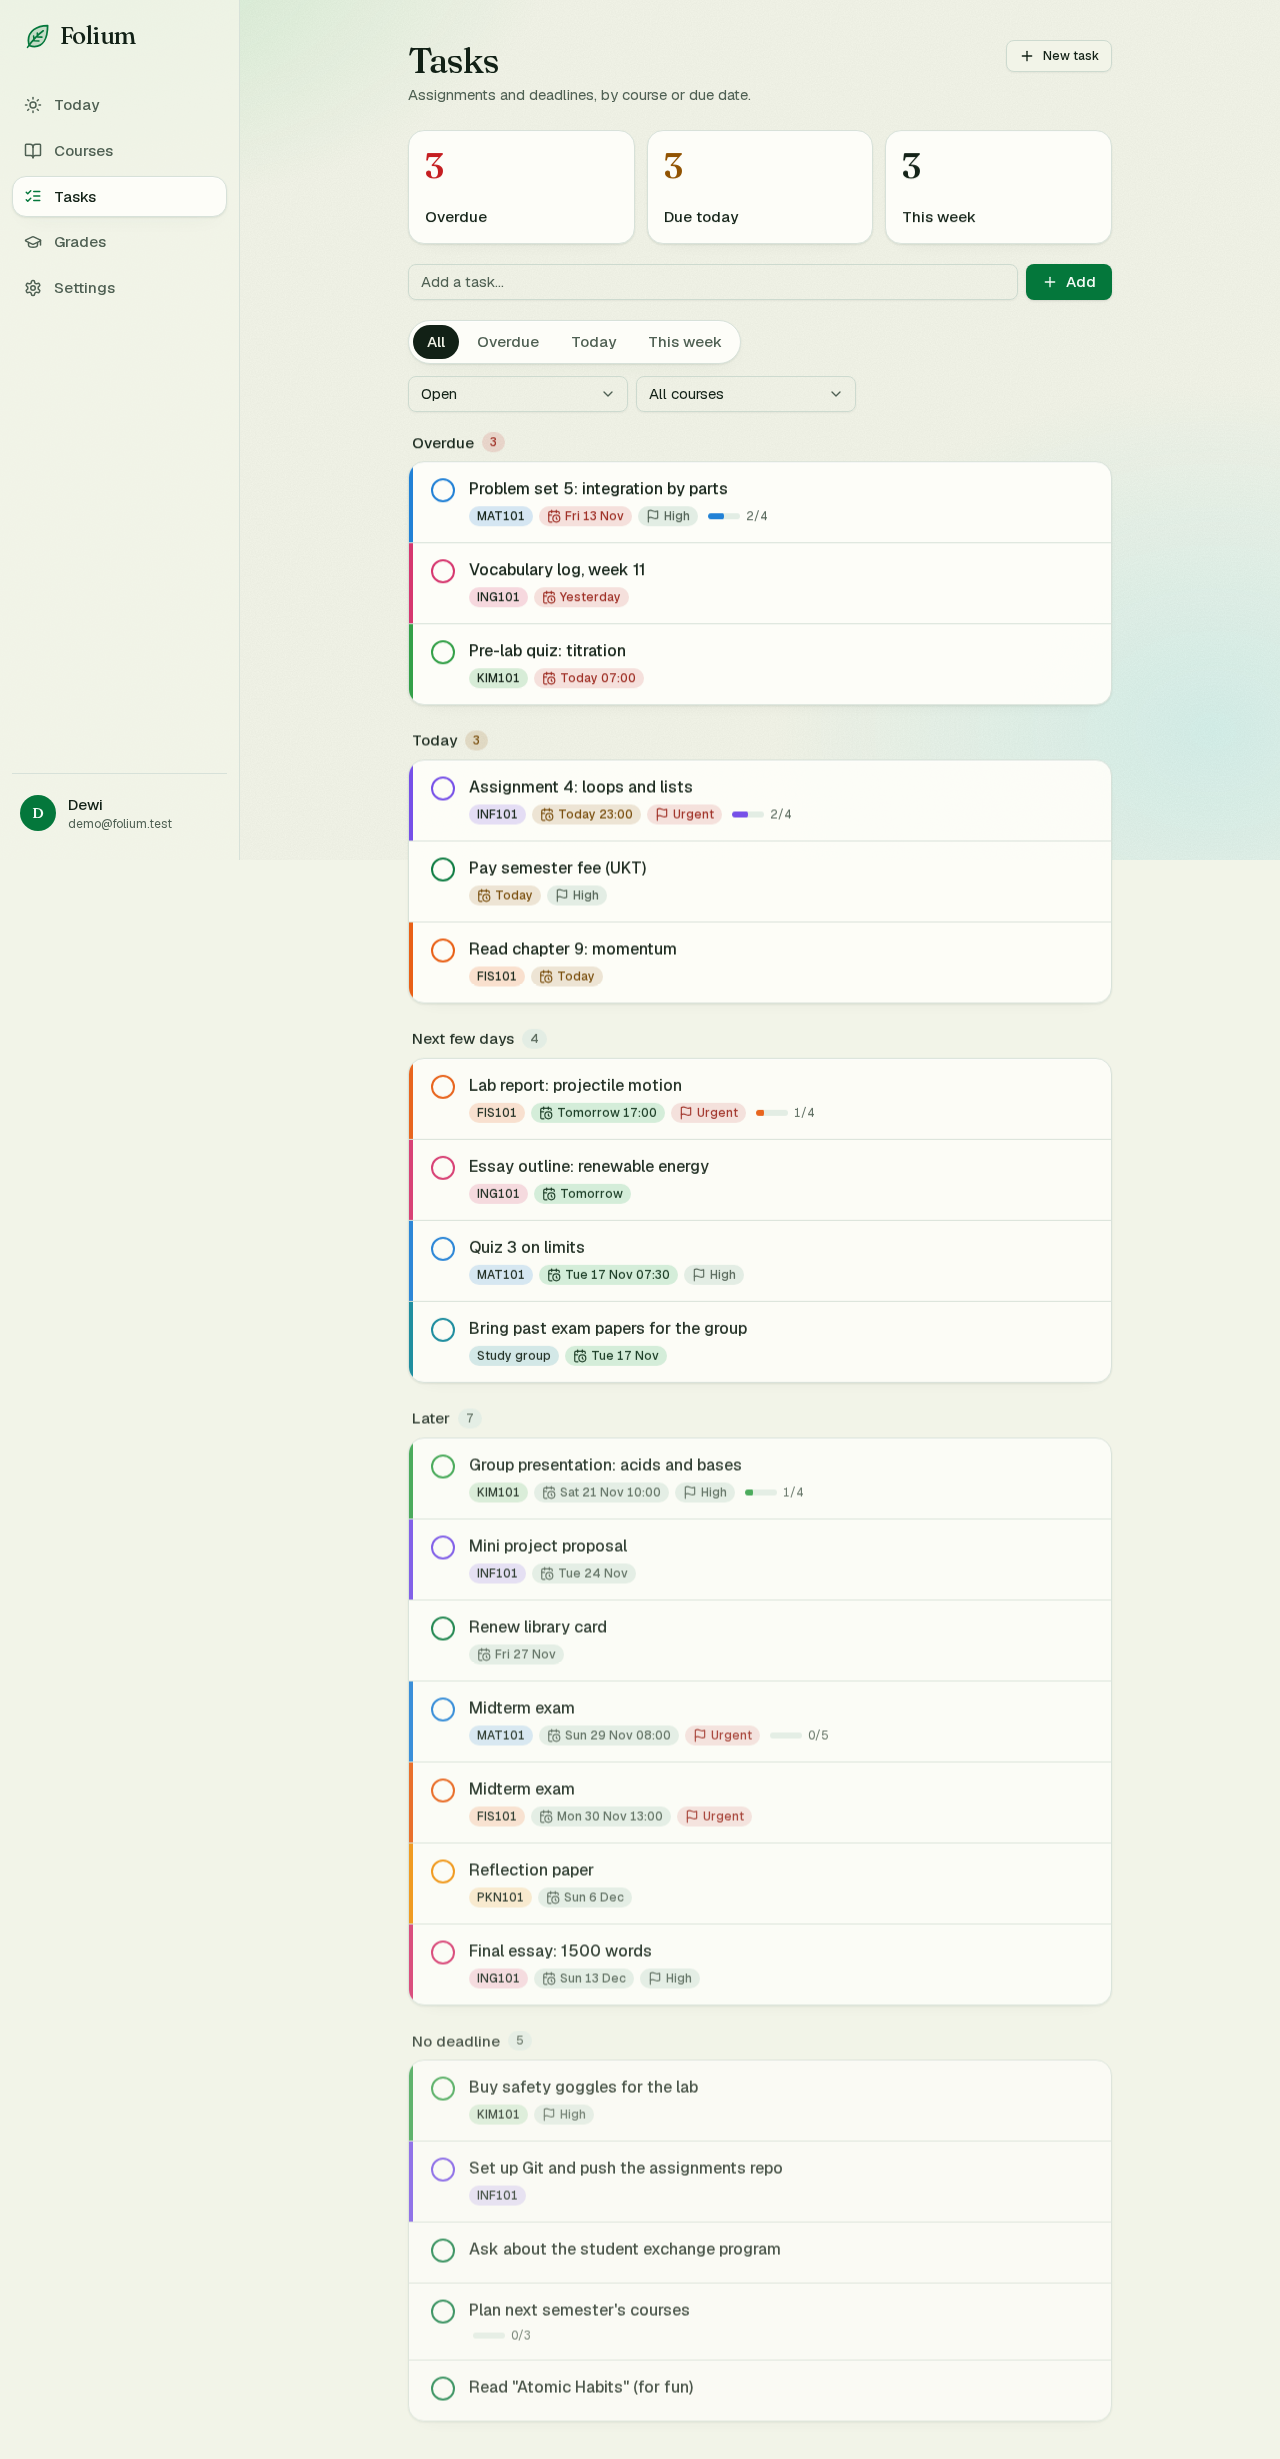 Folium
Today
Courses
Tasks
Grades
Settings
D
Dewi
demo@folium.test
Tasks
New task
Assignments and deadlines, by course or due date.
3
Overdue
3
Due today
3
This week
Add a task...
Add
All Overdue Today This week
Open All courses
Overdue 3
Problem set 5: integration by parts
MAT101 Fri 13 Nov High 2/4
Vocabulary log, week 11
ING101 Yesterday
Pre-lab quiz: titration
KIM101 Today 07:00
Today 3
Assignment 4: loops and lists
INF101 Today 23:00 Urgent 2/4
Pay semester fee (UKT)
Today High
Read chapter 9: momentum
FIS101 Today
Next few days 4
Lab report: projectile motion
FIS101 Tomorrow 17:00 Urgent 1/4
Essay outline: renewable energy
ING101 Tomorrow
Quiz 3 on limits
MAT101 Tue 17 Nov 07:30 High
Bring past exam papers for the group
Study group Tue 17 Nov
Later 7
Group presentation: acids and bases
KIM101 Sat 21 Nov 10:00 High 1/4
Mini project proposal
INF101 Tue 24 Nov
Renew library card
Fri 27 Nov
Midterm exam
MAT101 Sun 29 Nov 08:00 Urgent 0/5
Midterm exam
FIS101 Mon 30 Nov 13:00 Urgent
Reflection paper
PKN101 Sun 6 Dec
Final essay: 1500 words
ING101 Sun 13 Dec High
No deadline 5
Buy safety goggles for the lab
KIM101 High
Set up Git and push the assignments repo
INF101
Ask about the student exchange program
Plan next semester's courses
0/3
Read "Atomic Habits" (for fun)